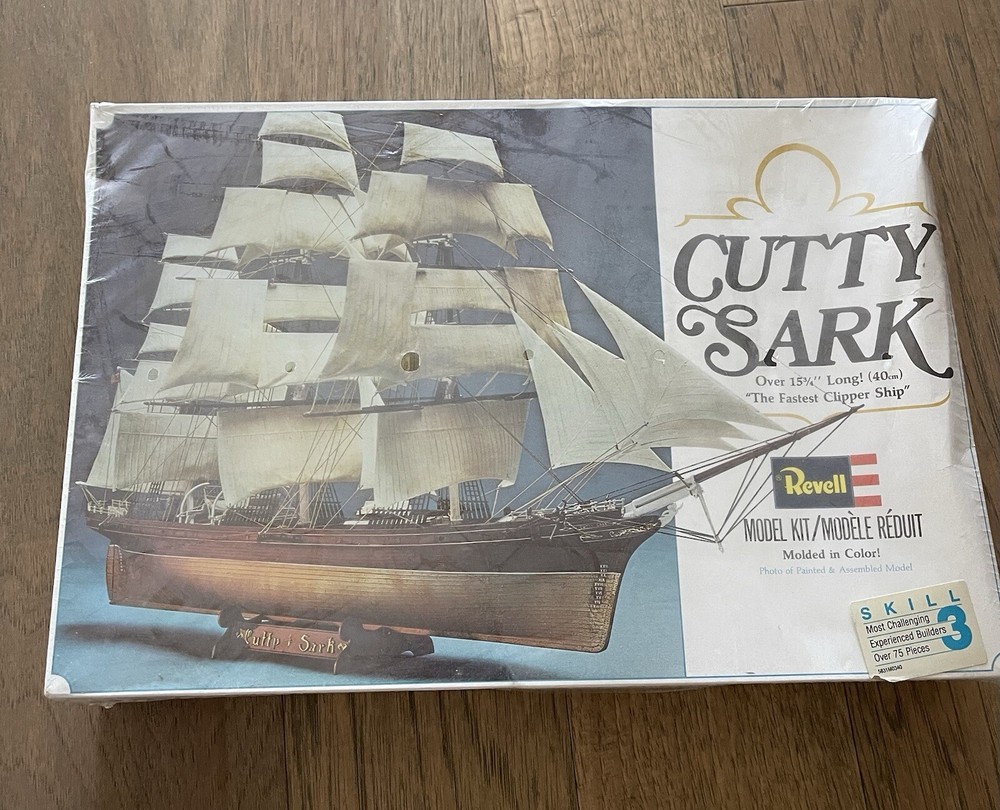 CUTTY
SARK
Over 15¾'' Long! (40cm)
"The Fastest Clipper Ship"
Revell
MODEL KIT/MODÈLE RÉDUIT
Molded in Color!
Photo of Painted & Assembled Model
SKILL 3
Most Challenging
Experienced Builders
Over 75 Pieces
Cutty Sark